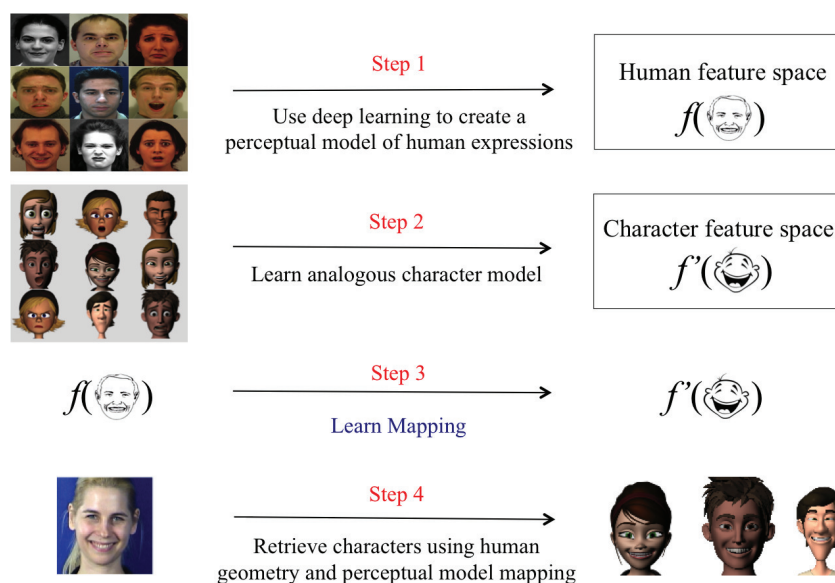 Step 1
Use deep learning to create a
perceptual model of human expressions
Human feature space
f( )
Step 2
Learn analogous character model
Character feature space
f’( )
f( )
Step 3
Learn Mapping
f’( )
Step 4
Retrieve characters using human
geometry and perceptual model mapping